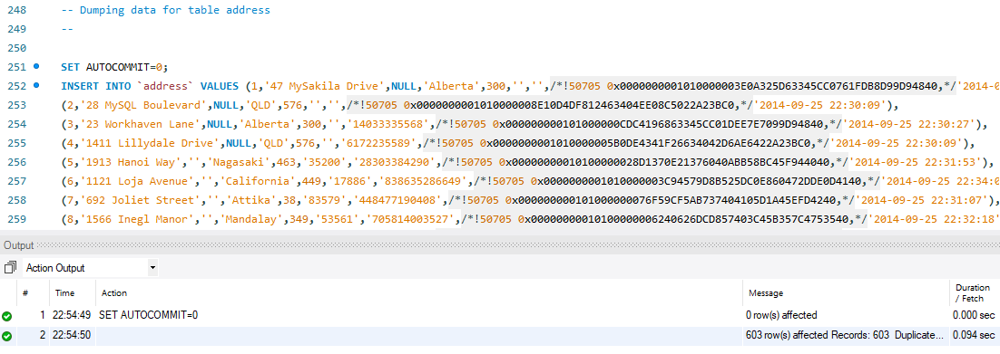 248 -- Dumping data for table address
249 --
250
251 SET AUTOCOMMIT=0;
252 INSERT INTO `address` VALUES (1,'47 MySakila Drive',NULL,'Alberta',300,'','',/*!50705 0x0000000001010000003E0A325D63345CC0761FDB8D99D94840,*/'2014-0
253 (2,'28 MySQL Boulevard',NULL,'QLD',576,'','',/*!50705 0x0000000001010000008E10D4DF812463404EE08C5022A23BC0,*/'2014-09-25 22:30:09'),
254 (3,'23 Workhaven Lane',NULL,'Alberta',300,'','14033335568',/*!50705 0x000000000101000000CDC4196863345CC01DEE7E7099D94840,*/'2014-09-25 22:30:27'),
255 (4,'1411 Lillydale Drive',NULL,'QLD',576,'','6172235589',/*!50705 0x0000000001010000005B0DE4341F26634042D6AE6422A23BC0,*/'2014-09-25 22:30:09'),
256 (5,'1913 Hanoi Way','','Nagasaki',463,'35200','28303384290',/*!50705 0x00000000010100000028D1370E21376040ABB58BC45F944040,*/'2014-09-25 22:31:53'),
257 (6,'1121 Loja Avenue','','California',449,'17886','838635286649',/*!50705 0x0000000001010000003C94579D8B525DC0E860472DDE0D4140,*/'2014-09-25 22:34:0
258 (7,'692 Joliet Street','','Attika',38,'83579','448477190408',/*!50705 0x000000000101000000076F59CF5AB737404105D1A45EFD4240,*/'2014-09-25 22:31:07'),
259 (8,'1566 Inegl Manor','','Mandalay',349,'53561','705814003527',/*!50705 0x00000000010100000006240626DCD857403C45B357C4753540,*/'2014-09-25 22:32:18'
Output
Action Output
# Time Action Message Duration / Fetch
1 22:54:49 SET AUTOCOMMIT=0 0 row(s) affected 0.000 sec
2 22:54:50 603 row(s) affected Records: 603 Duplicate... 0.094 sec